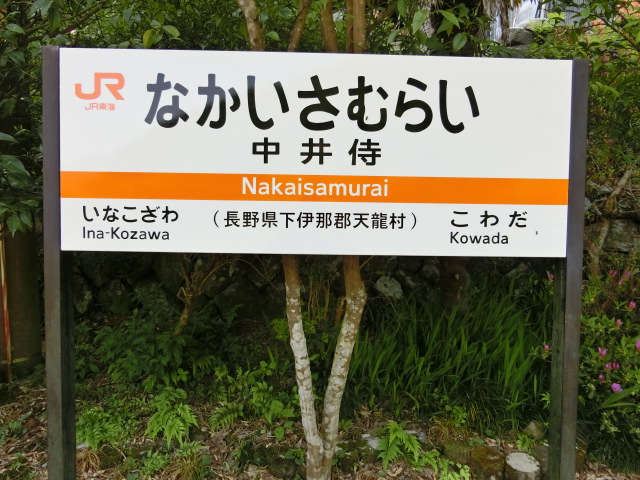 JR
JR東海
なかいさむらい
中井侍
Nakaisamurai
いなこざわ
Ina-Kozawa
（長野県下伊那郡天龍村）
こわだ
Kowada